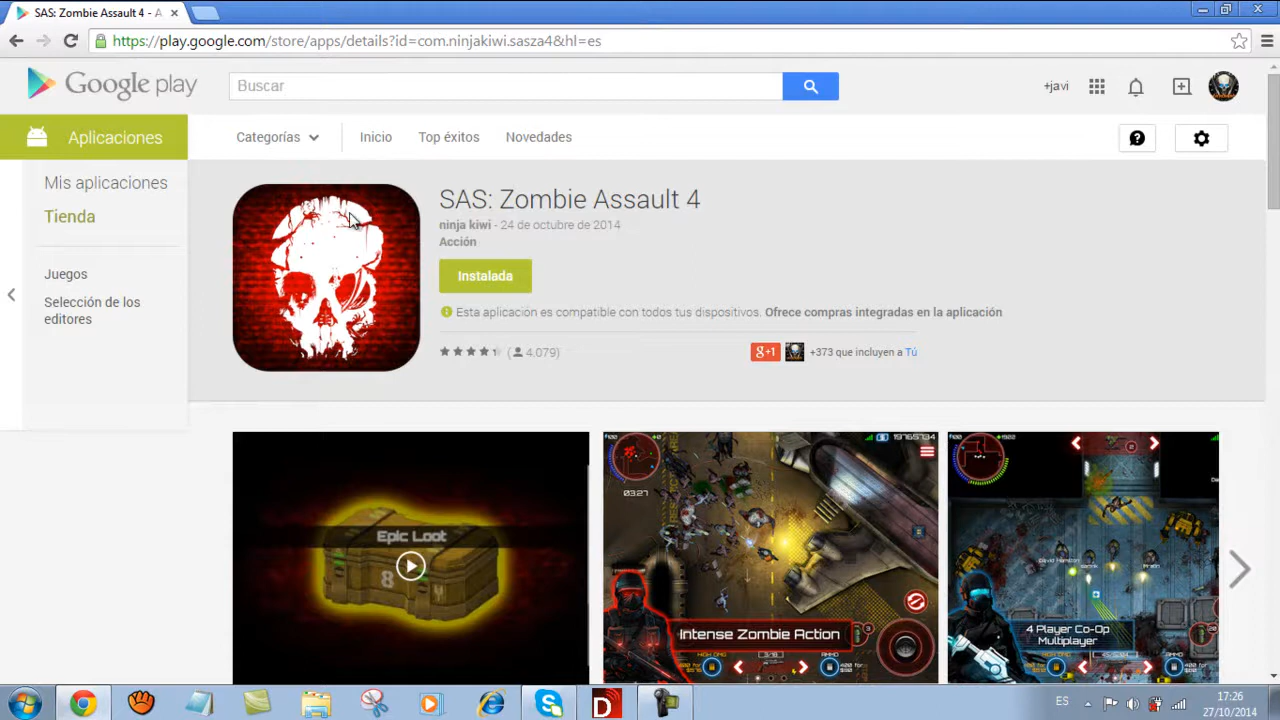 SAS: Zombie Assault 4 - A
https://play.google.com/store/apps/details?id=com.ninjakiwi.sasza4&hl=es
Google play
Buscar
+javi
Aplicaciones
Categorías
Inicio
Top éxitos
Novedades
Mis aplicaciones
Tienda
Juegos
Selección de los
editores
SAS: Zombie Assault 4
ninja kiwi - 24 de octubre de 2014
Acción
Instalada
Esta aplicación es compatible con todos tus dispositivos. Ofrece compras integradas en la aplicación
(4.079)
g+1
+373 que incluyen a Tú
Epic Loot
8
19765734
03:27
Intense Zombie Action
4 Player Co-Op
Multiplayer
ES
17:26
27/10/2014